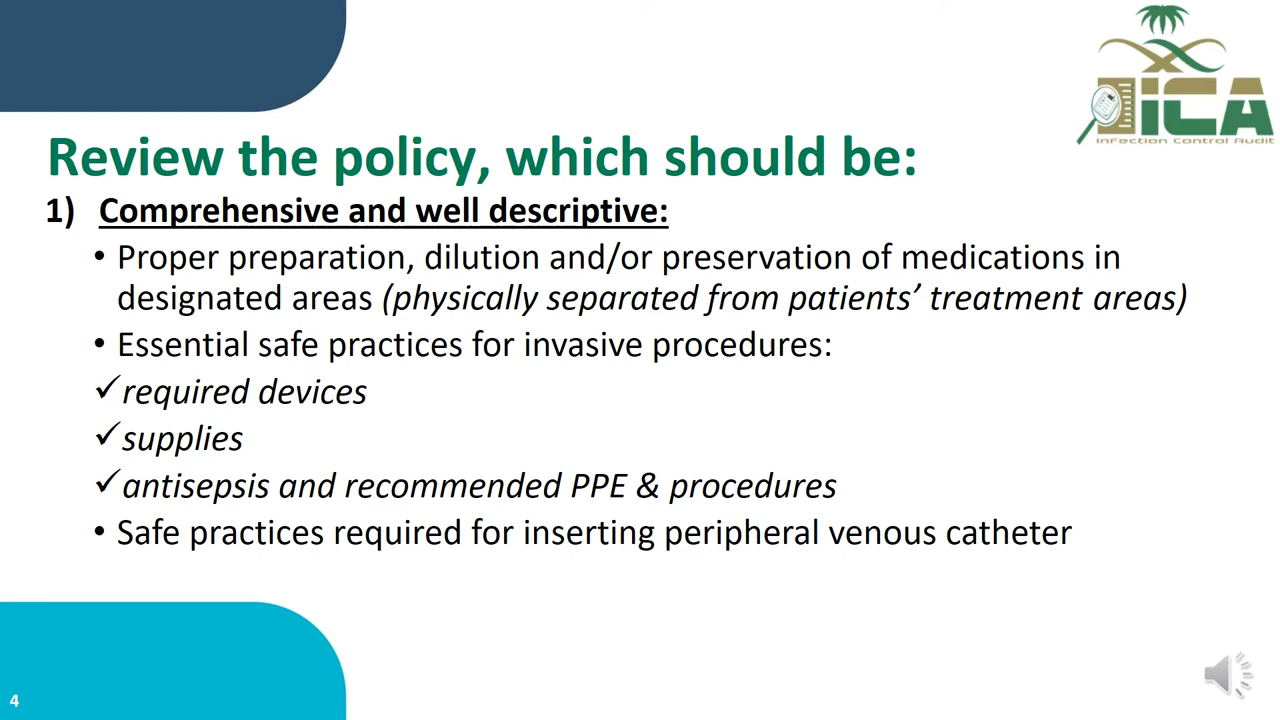 iCA
Infection Control Audit
Review the policy, which should be:
1) Comprehensive and well descriptive:
• Proper preparation, dilution and/or preservation of medications in
designated areas (physically separated from patients’ treatment areas)
• Essential safe practices for invasive procedures:
✓required devices
✓supplies
✓antisepsis and recommended PPE & procedures
• Safe practices required for inserting peripheral venous catheter
4